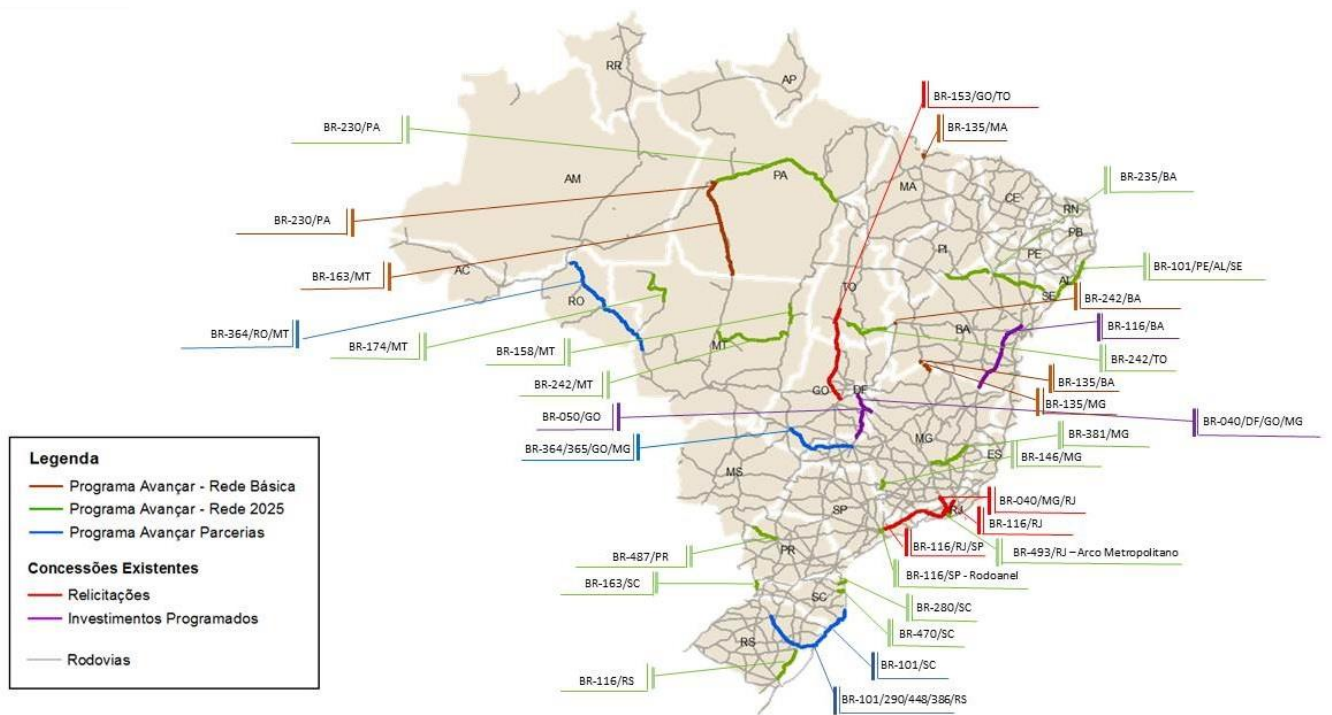 RR
AP
BR-153/GO/TO
BR-135/MA
BR-230/PA
PA
AM
MA
CE
RN
PB
BR-235/BA
BR-230/PA
PI
PE
AL
SE
BR-101/PE/AL/SE
AC
BR-163/MT
TO
RO
BR-242/BA
BA
BR-116/BA
BR-364/RO/MT
BR-174/MT
BR-158/MT
MT
BR-242/TO
BR-242/MT
GO
DF
BR-135/BA
BR-135/MG
BR-050/GO
BR-040/DF/GO/MG
BR-364/365/GO/MG
MG
ES
BR-381/MG
BR-146/MG
MS
SP
RJ
BR-040/MG/RJ
BR-116/RJ
BR-116/RJ/SP
BR-493/RJ – Arco Metropolitano
BR-487/PR
PR
BR-116/SP - Rodoanel
BR-163/SC
SC
BR-280/SC
BR-470/SC
RS
BR-101/SC
BR-116/RS
BR-101/290/448/386/RS
Legenda
Programa Avançar - Rede Básica
Programa Avançar - Rede 2025
Programa Avançar Parcerias
Concessões Existentes
Relicitações
Investimentos Programados
Rodovias